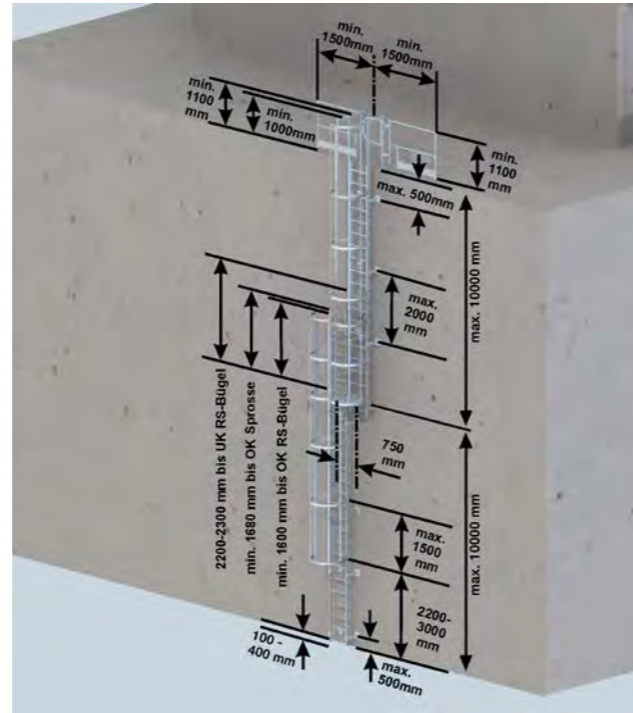 min.
1500mm
min.
1500mm
min.
1100
mm
min.
1000mm
min.
1100
mm
max. 500mm
max. 10000 mm
max.
2000
mm
2200-2300 mm bis UK RS-Bügel
min. 1680 mm bis OK Sprosse
min. 1600 mm bis OK RS-Bügel
750
mm
max. 10000 mm
max.
1500
mm
2200-
3000
mm
100 -
400 mm
max.
500mm